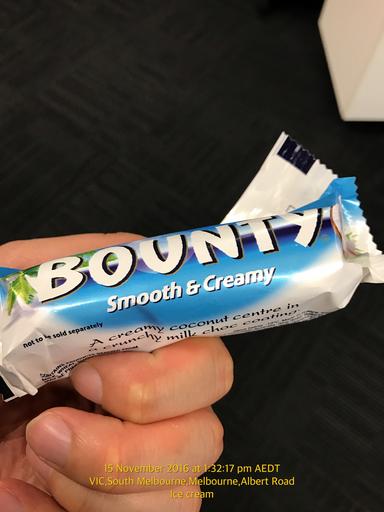 BOUNTY
Smooth & Creamy
not to be sold separately
A creamy coconut centre in
a crunchy milk choc coating.
15 November 2016 at 1:32:17 pm AEDT
VIC,South Melbourne,Melbourne,Albert Road
Ice cream